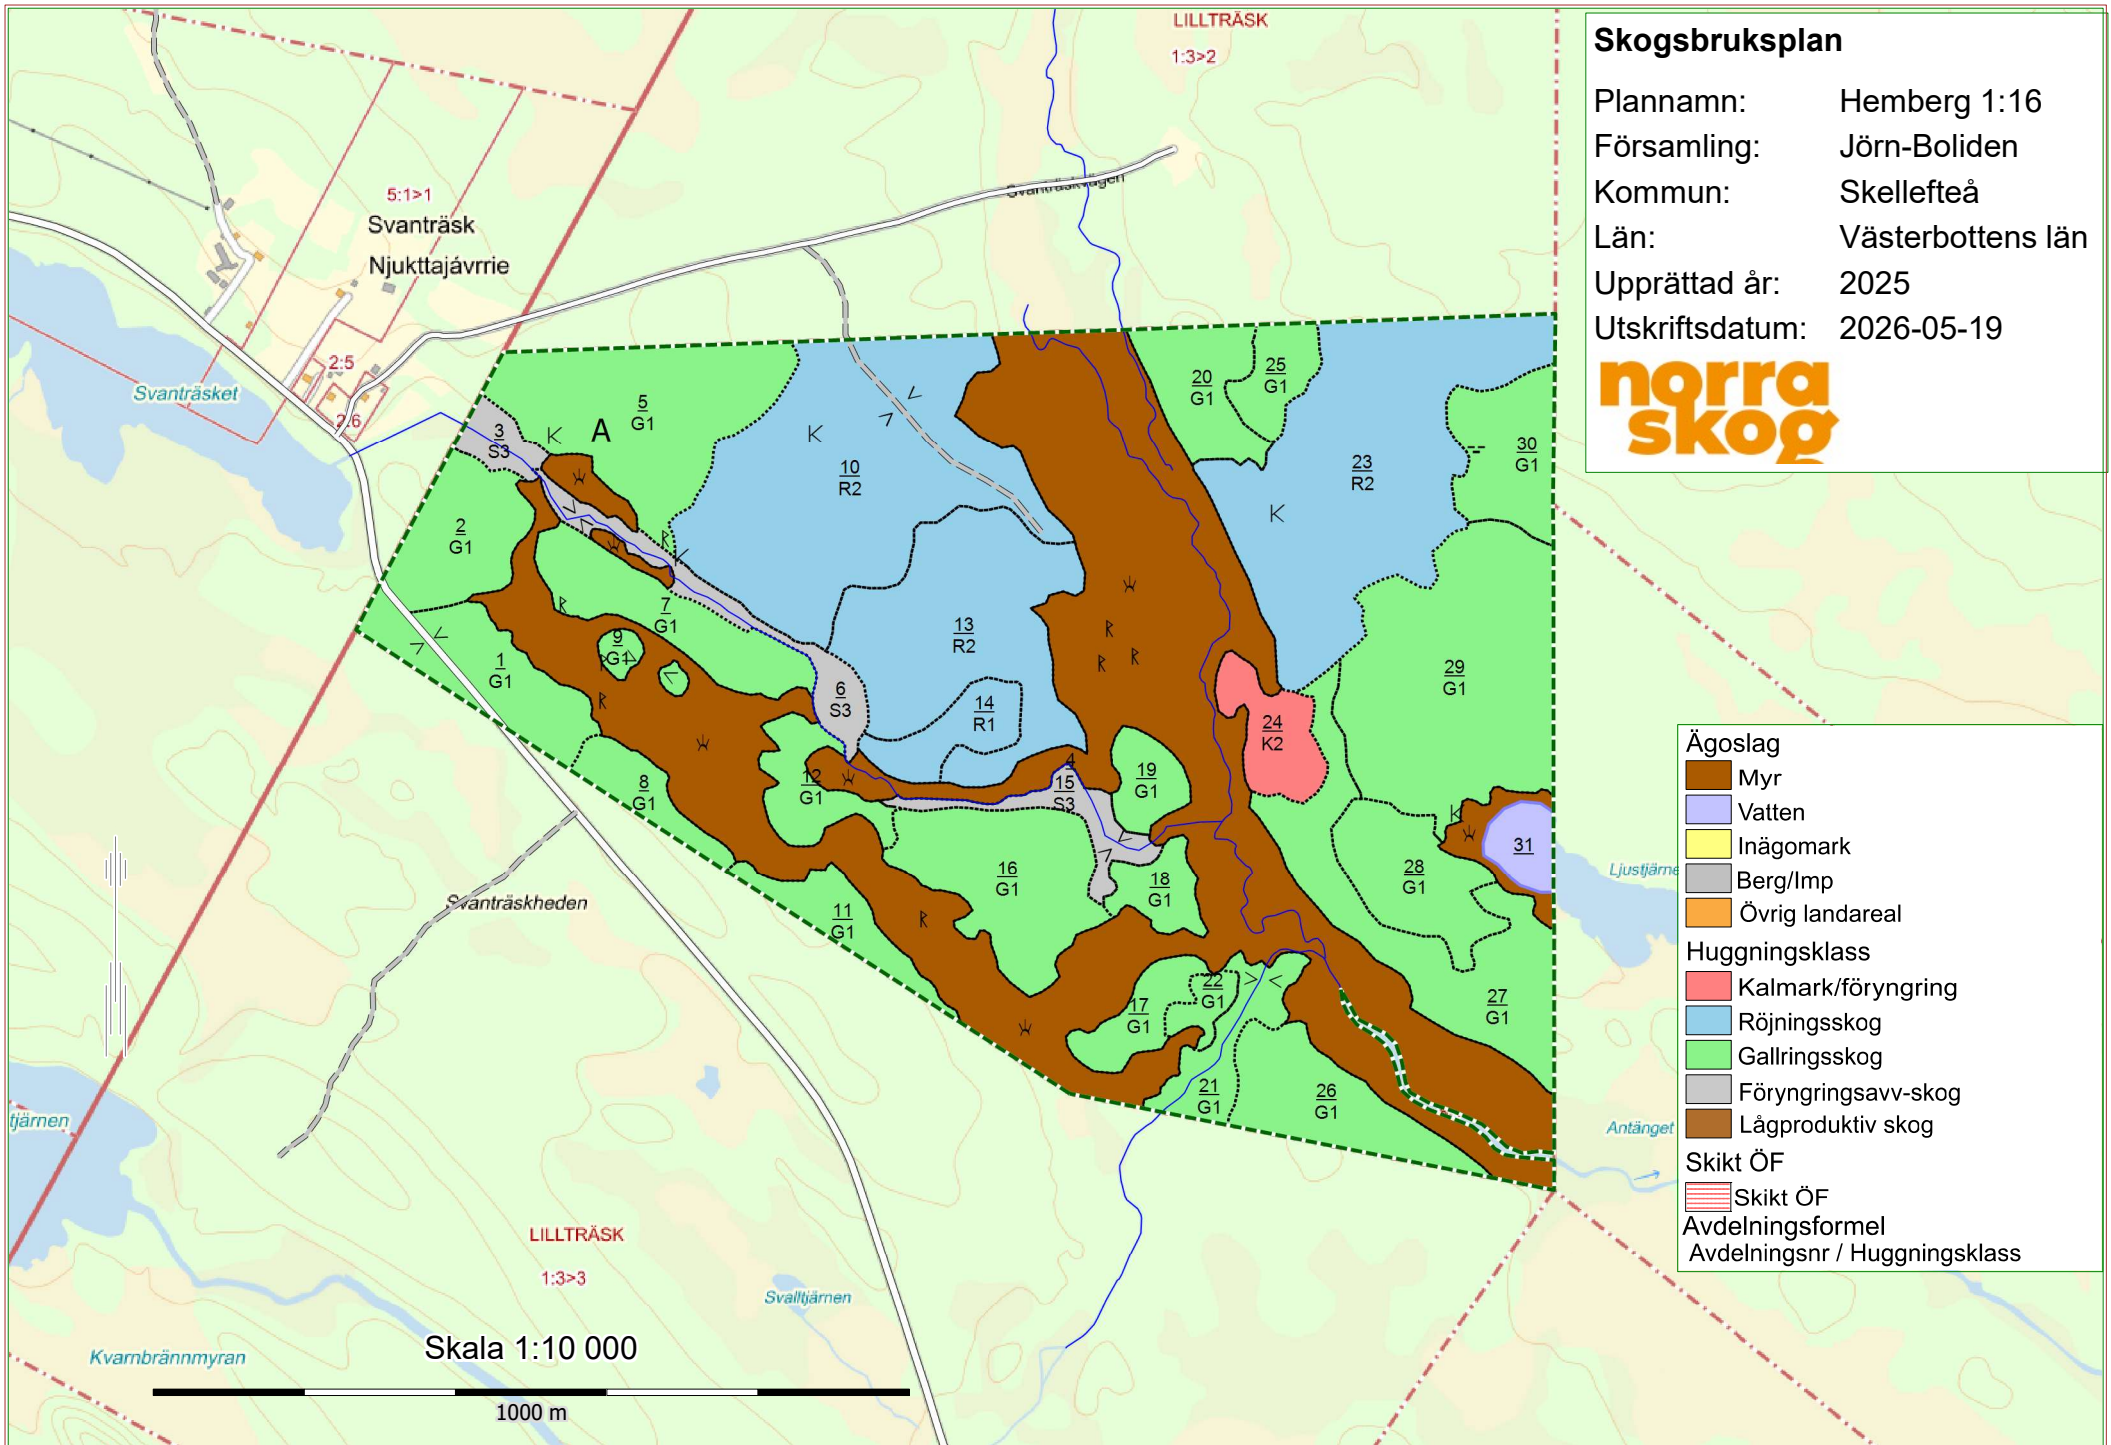 LILLTRÄSK
1:3>2
Skogsbruksplan
Plannamn: Hemberg 1:16
Församling: Jörn-Boliden
Kommun: Skellefteå
Län: Västerbottens län
Upprättad år: 2025
Utskriftsdatum: 2026-05-19
norra
skog
5:1>1
Svanträsk
Njukttajávrrie
Svanträskvägen
2:5
2:6
Svanträsket
A
3
S3
5
G1
10
R2
20
G1
25
G1
23
R2
30
G1
2
G1
7
G1
9
G1
1
G1
13
R2
14
R1
6
S3
29
G1
24
K2
4
15
S3
19
G1
12
G1
8
G1
16
G1
18
G1
28
G1
31
Ljustjärne
11
G1
17
G1
22
G1
27
G1
21
G1
26
G1
Svanträskheden
tjärnen
Antänget
LILLTRÄSK
1:3>3
Svalltjärnen
Kvarnbrännmyran
Skala 1:10 000
1000 m
Ägoslag
Myr
Vatten
Inägomark
Berg/Imp
Övrig landareal
Huggningsklass
Kalmark/föryngring
Röjningsskog
Gallringsskog
Föryngringsavv-skog
Lågproduktiv skog
Skikt ÖF
Skikt ÖF
Avdelningsformel
Avdelningsnr / Huggningsklass